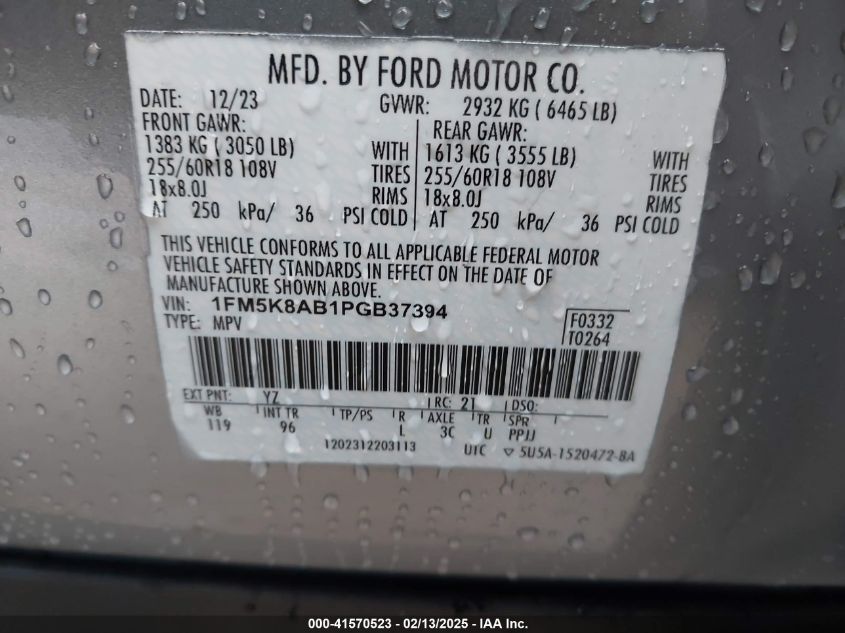 MFD. BY FORD MOTOR CO.
DATE: 12/23 GVWR: 2932 KG ( 6465 LB)
FRONT GAWR: REAR GAWR:
1383 KG ( 3050 LB) WITH 1613 KG ( 3555 LB) WITH
255/60R18 108V TIRES 255/60R18 108V TIRES
18x8.0J RIMS 18x8.0J RIMS
AT 250 kPa/ 36 PSI COLD AT 250 kPa/ 36 PSI COLD
THIS VEHICLE CONFORMS TO ALL APPLICABLE FEDERAL MOTOR
VEHICLE SAFETY STANDARDS IN EFFECT ON THE DATE OF
MANUFACTURE SHOWN ABOVE.
VIN: 1FM5K8AB1PGB37394
TYPE: MPV F0332
T0264
EXT PNT: YZ RC: 21 DSO:
WB INT TR TP/PS R AXLE TR SPR
119 96 L 3C U PPJJ
1202312203113 UTC ▽ 5U5A-1520472-BA
000-41570523 - 02/13/2025 - IAA Inc.